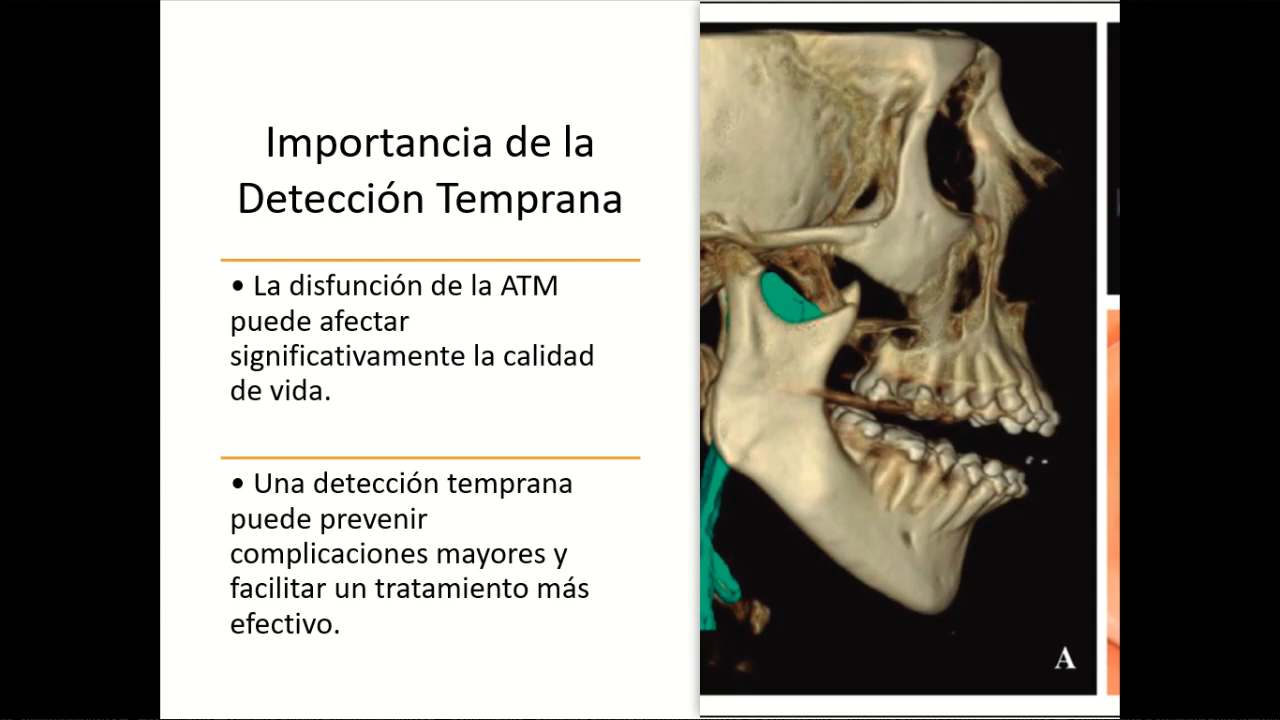 Importancia de la
Detección Temprana
• La disfunción de la ATM
puede afectar
significativamente la calidad
de vida.
• Una detección temprana
puede prevenir
complicaciones mayores y
facilitar un tratamiento más
efectivo.
A